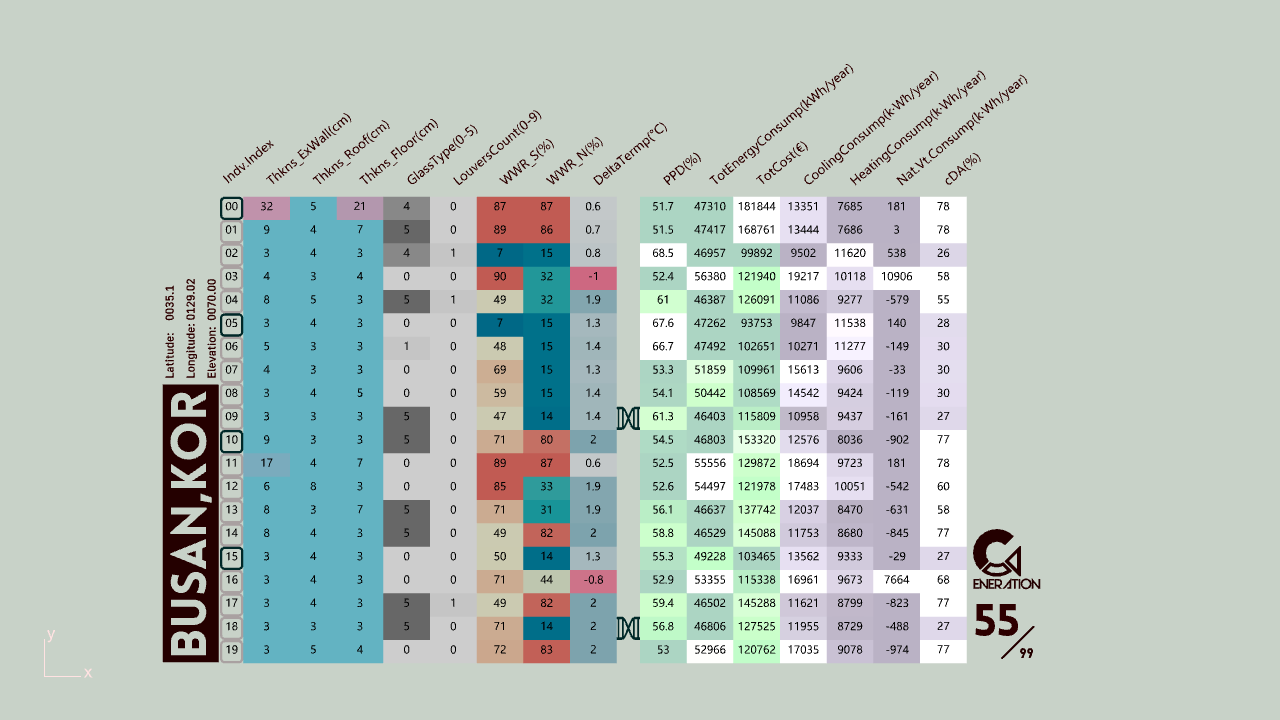 Indv.Index Thkns_ExWall(cm) Thkns_Roof(cm) Thkns_Floor(cm) GlassType(0-5) LouversCount(0-9) WWR_S(%) WWR_N(%) DeltaTermp(°C) PPD(%) TotEnergyConsump(kWh/year) TotCost(€) CoolingConsump(k·Wh/year) HeatingConsump(k·Wh/year) Nat.Vt.Consump(k·Wh/year) cDA(%)
00 32 5 21 4 0 87 87 0.6 51.7 47310 181844 13351 7685 181 78
01 9 4 7 5 0 89 86 0.7 51.5 47417 168761 13444 7686 3 78
02 3 4 3 4 1 7 15 0.8 68.5 46957 99892 9502 11620 538 26
03 4 3 4 0 0 90 32 -1 52.4 56380 121940 19217 10118 10906 58
04 8 5 3 5 1 49 32 1.9 61 46387 126091 11086 9277 -579 55
05 3 4 3 0 0 7 15 1.3 67.6 47262 93753 9847 11538 140 28
06 5 3 3 1 0 48 15 1.4 66.7 47492 102651 10271 11277 -149 30
07 4 3 3 0 0 69 15 1.3 53.3 51859 109961 15613 9606 -33 30
08 3 4 5 0 0 59 15 1.4 54.1 50442 108569 14542 9424 -119 30
09 3 3 3 5 0 47 14 1.4 61.3 46403 115809 10958 9437 -161 27
10 9 3 3 5 0 71 80 2 54.5 46803 153320 12576 8036 -902 77
11 17 4 7 0 0 89 87 0.6 52.5 55556 129872 18694 9723 181 78
12 6 8 3 0 0 85 33 1.9 52.6 54497 121978 17483 10051 -542 60
13 8 3 7 5 0 71 31 1.9 56.1 46637 137742 12037 8470 -631 58
14 8 4 3 5 0 49 82 2 58.8 46529 145088 11753 8680 -845 77
15 3 4 3 0 0 50 14 1.3 55.3 49228 103465 13562 9333 -29 27
16 3 4 3 0 0 71 44 -0.8 52.9 53355 115338 16961 9673 7664 68
17 3 4 3 5 1 49 82 2 59.4 46502 145288 11621 8799 -823 77
18 3 3 3 5 0 71 14 2 56.8 46806 127525 11955 8729 -488 27
19 3 5 4 0 0 72 83 2 53 52966 120762 17035 9078 -974 77
Latitude: 0035.1
Longitude: 0129.02
Elevation: 0070.00
BUSAN,KOR
G
ENERATION
55/99
y
x